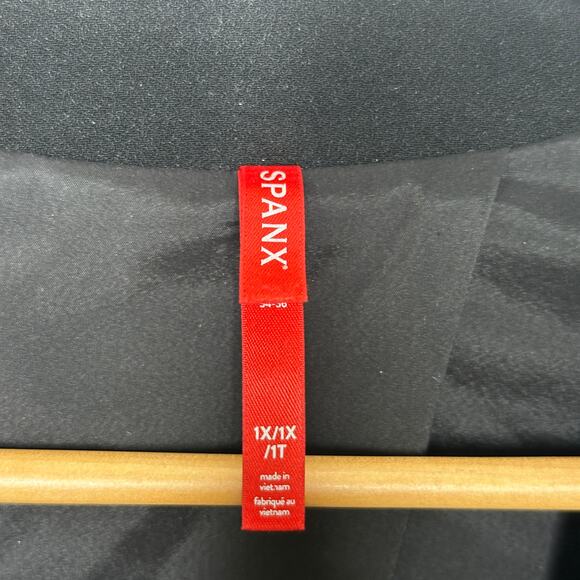 SPANX®
1X/1X
/1T
made in
vietnam
fabriqué au
vietnam